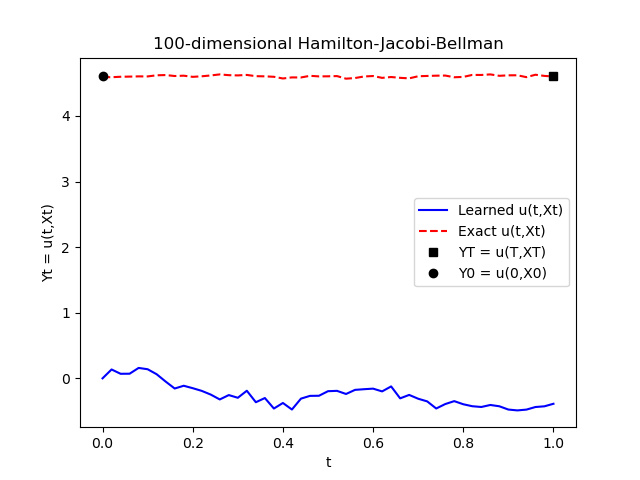 100-dimensional Hamilton-Jacobi-Bellman
Yt = u(t,Xt)
4
3
2
1
0
Learned u(t,Xt)
Exact u(t,Xt)
YT = u(T,XT)
Y0 = u(0,X0)
0.0 0.2 0.4 0.6 0.8 1.0
t